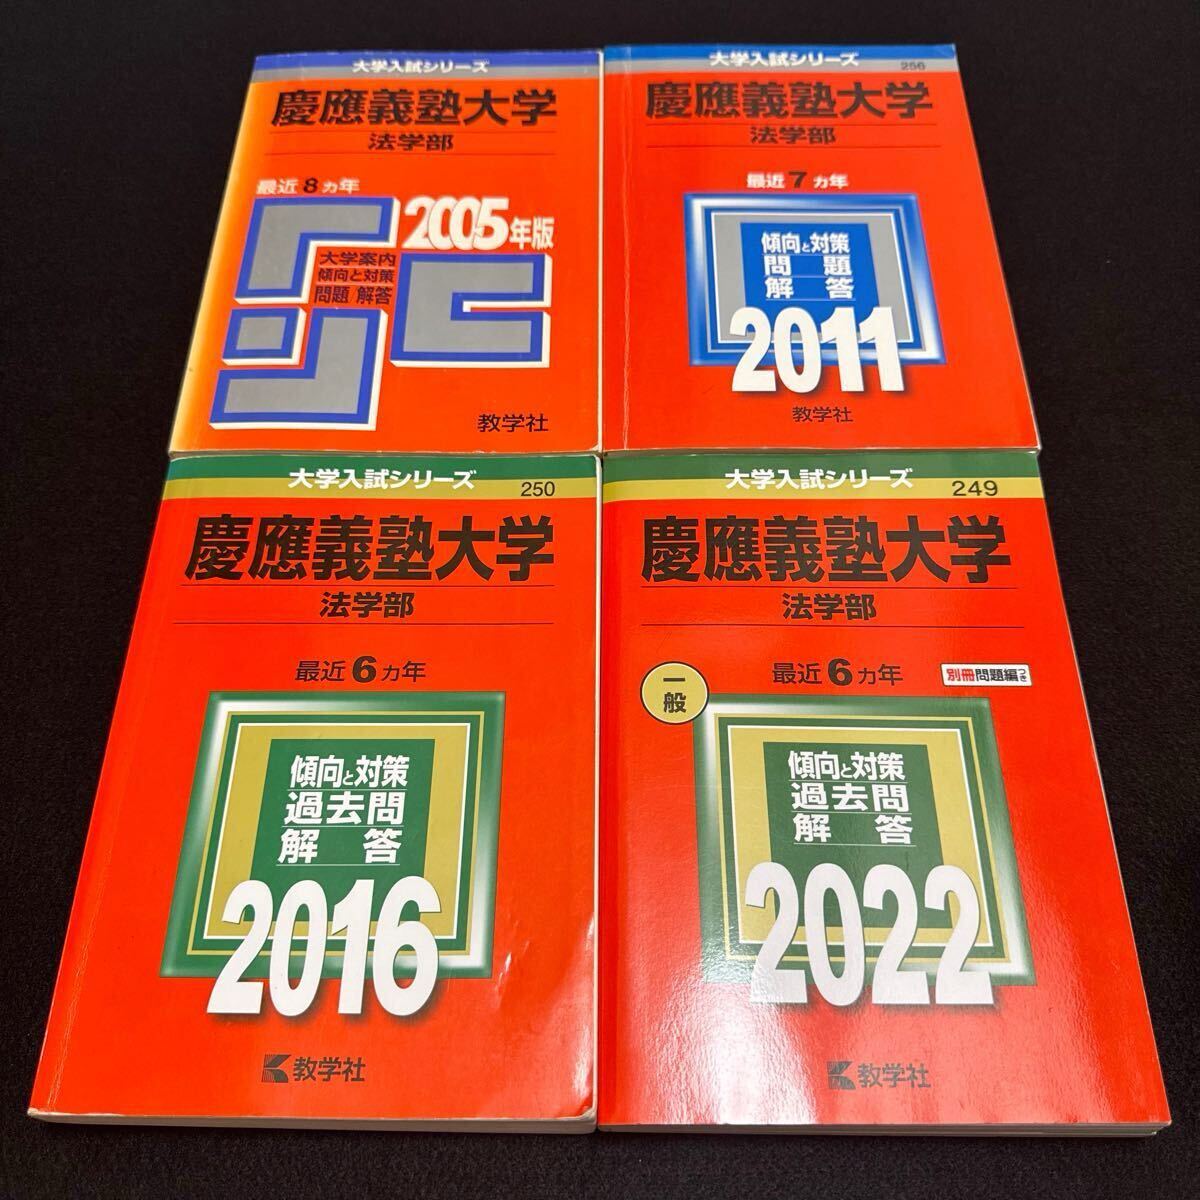 大学入試シリーズ
慶應義塾大学
法学部
最近8ヵ年
2005年版
大学案内
傾向と対策
問題/解答
教学社
大学入試シリーズ
256
慶應義塾大学
法学部
最近7ヵ年
傾向と対策
問題
解答
2011
教学社
大学入試シリーズ
250
慶應義塾大学
法学部
最近6ヵ年
傾向と対策
過去問
解答
2016
教学社
大学入試シリーズ
249
慶應義塾大学
法学部
一般
最近6ヵ年
別冊問題編つき
傾向と対策
過去問
解答
2022
教学社